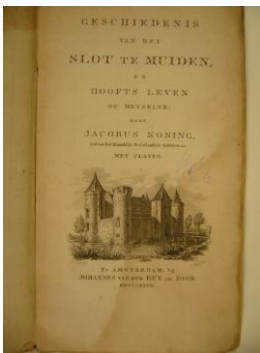 GESCHIEDENIS
VAN HET
SLOT TE MUIDEN,
EN
HOOFTS LEVEN
OP HETZELVE;
DOOR
JACOBUS KONING,
MET PLATEN.
Te AMSTERDAM, bij
JOHANNES VAN DER HEY EN ZOON.